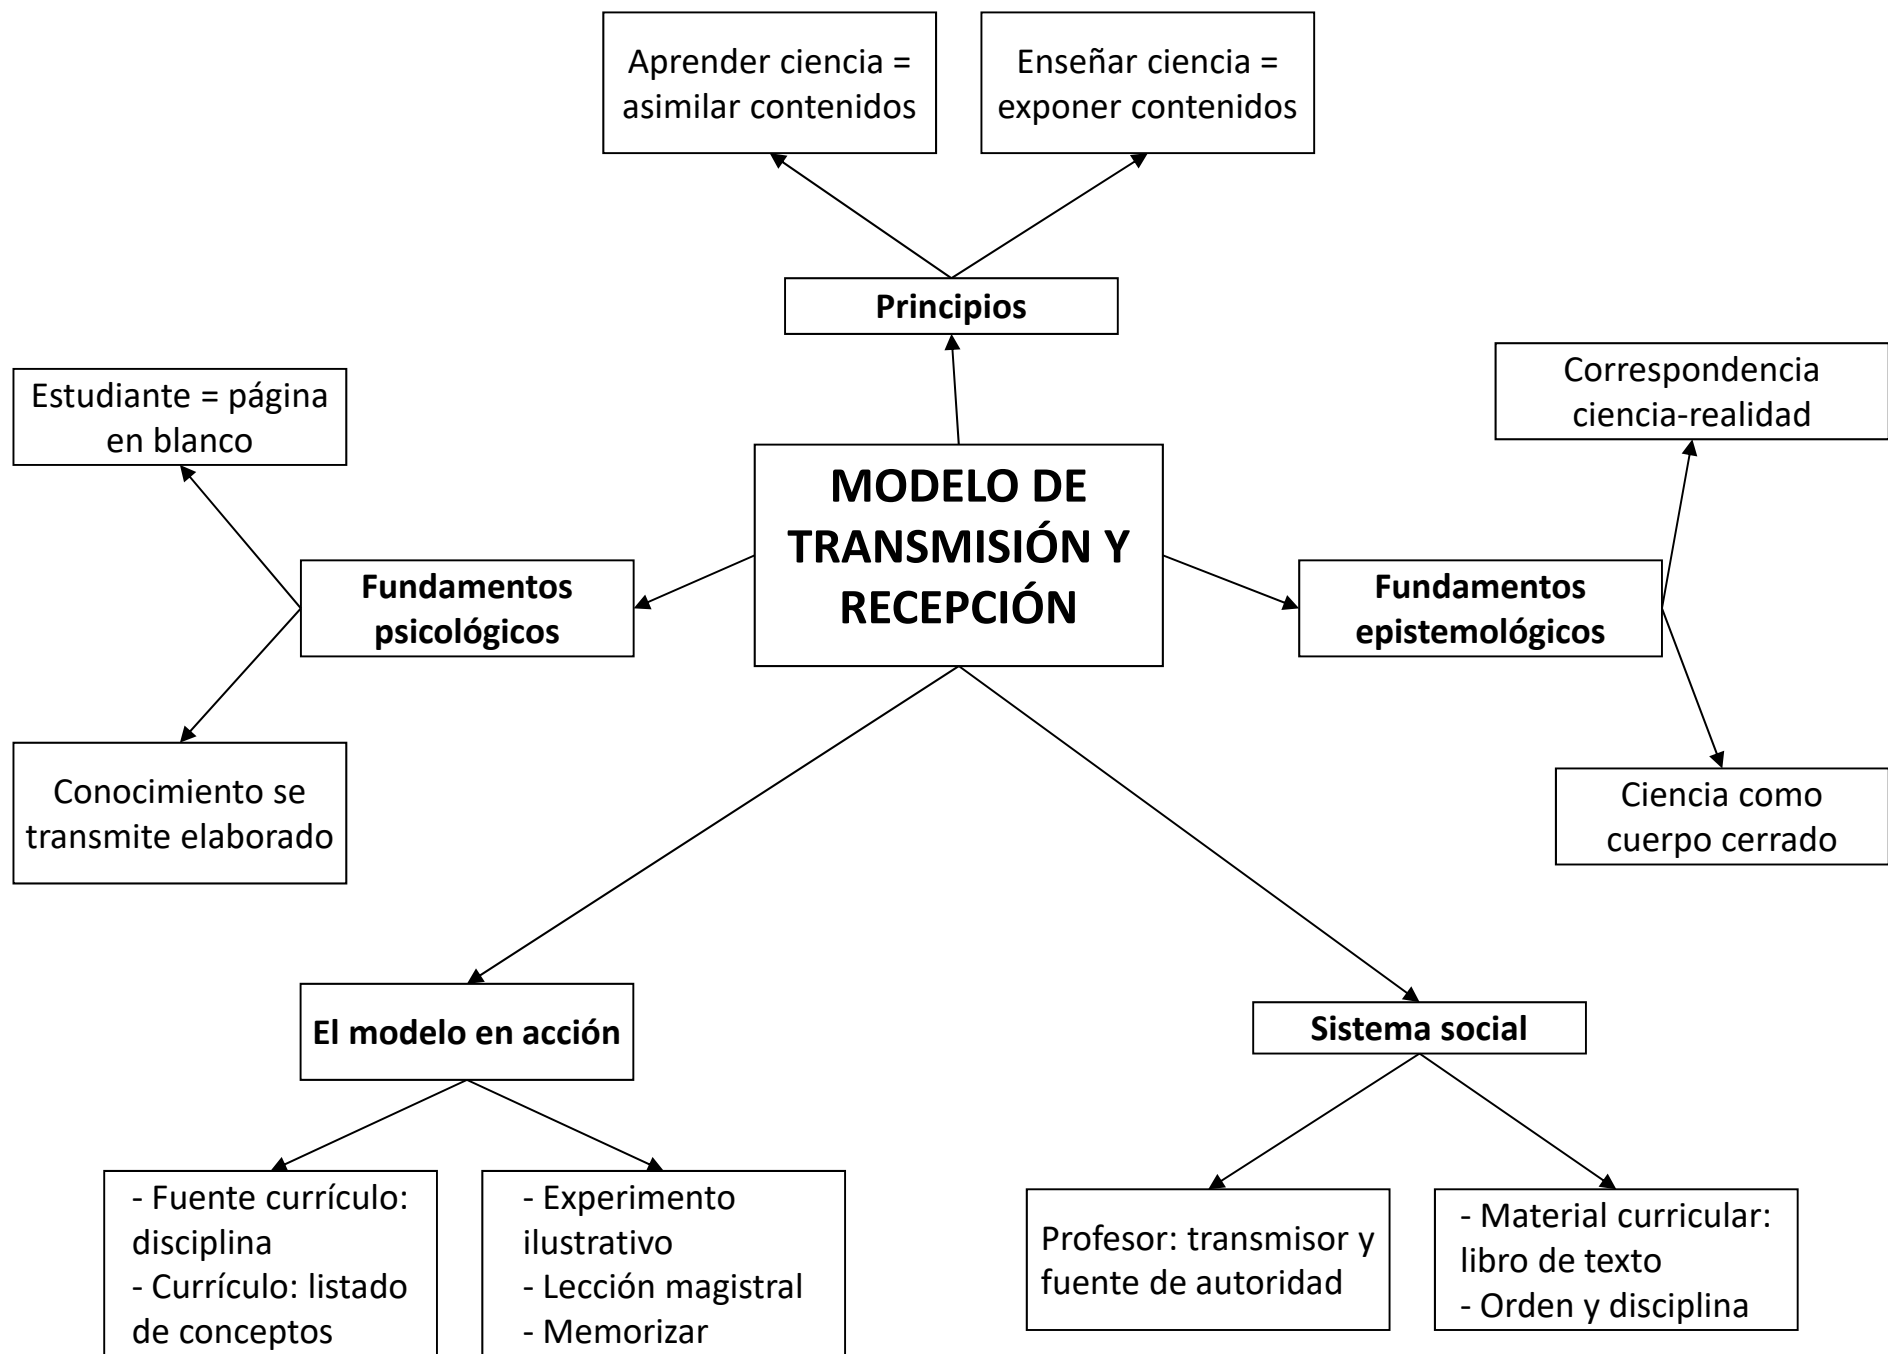 Aprender ciencia =
asimilar contenidos
Enseñar ciencia =
exponer contenidos
Principios
Estudiante = página
en blanco
Correspondencia
ciencia-realidad
MODELO DE
TRANSMISIÓN Y
RECEPCIÓN
Fundamentos
psicológicos
Fundamentos
epistemológicos
Conocimiento se
transmite elaborado
Ciencia como
cuerpo cerrado
El modelo en acción
Sistema social
- Fuente currículo:
disciplina
- Currículo: listado
de conceptos
- Experimento
ilustrativo
- Lección magistral
- Memorizar
Profesor: transmisor y
fuente de autoridad
- Material curricular:
libro de texto
- Orden y disciplina